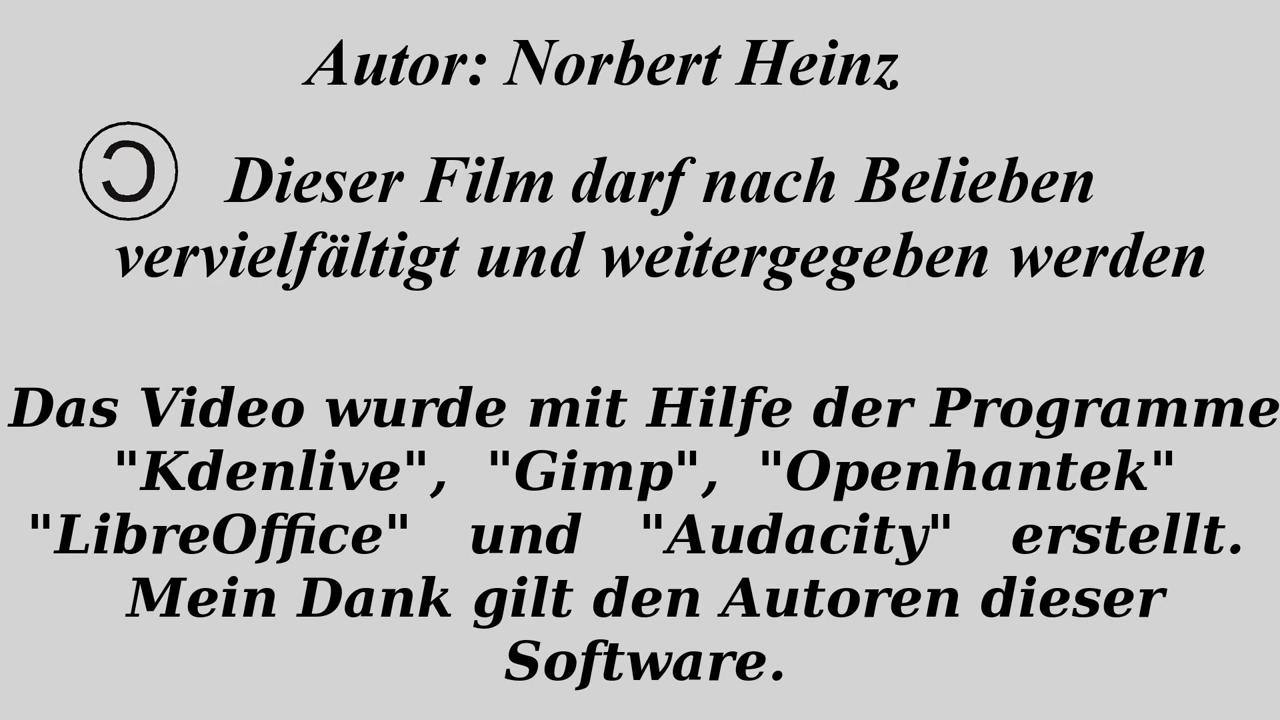 Autor: Norbert Heinz
Dieser Film darf nach Belieben
vervielfältigt und weitergegeben werden
Das Video wurde mit Hilfe der Programme
"Kdenlive", "Gimp", "Openhantek"
"LibreOffice" und "Audacity" erstellt.
Mein Dank gilt den Autoren dieser
Software.